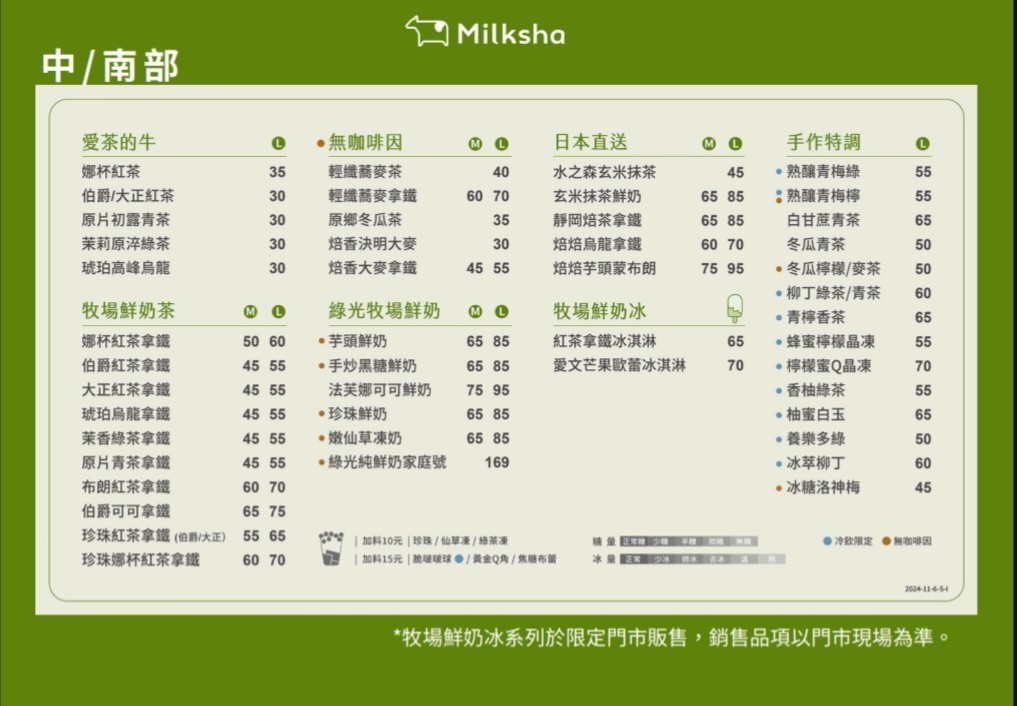 Milksha
中/南部
愛茶的牛 L
娜杯紅茶 35
伯爵/大正紅茶 30
原片初露青茶 30
茉莉原淬綠茶 30
琥珀高峰烏龍 30
牧場鮮奶茶 M L
娜杯紅茶拿鐵 50 60
伯爵紅茶拿鐵 45 55
大正紅茶拿鐵 45 55
琥珀烏龍拿鐵 45 55
茉香綠茶拿鐵 45 55
原片青茶拿鐵 45 55
布朗紅茶拿鐵 60 70
伯爵可可拿鐵 65 75
珍珠紅茶拿鐵 (伯爵/大正) 55 65
珍珠娜杯紅茶拿鐵 60 70
無咖啡因 M L
輕纖蕎麥茶 40
輕纖蕎麥拿鐵 60 70
原鄉冬瓜茶 35
焙香決明大麥 30
焙香大麥拿鐵 45 55
綠光牧場鮮奶 M L
芋頭鮮奶 65 85
手炒黑糖鮮奶 65 85
法芙娜可可鮮奶 75 95
珍珠鮮奶 65 85
嫩仙草凍奶 65 85
綠光純鮮奶家庭號 169
日本直送 M L
水之森玄米抹茶 45
玄米抹茶鮮奶 65 85
靜岡焙茶拿鐵 65 85
焙焙烏龍拿鐵 60 70
焙焙芋頭蒙布朗 75 95
牧場鮮奶冰
紅茶拿鐵冰淇淋 65
愛文芒果歐蕾冰淇淋 70
手作特調 L
熟釀青梅綠 55
熟釀青梅檸 55
白甘蔗青茶 65
冬瓜青茶 50
冬瓜檸檬/麥茶 50
柳丁綠茶/青茶 60
青檸香茶 65
蜂蜜檸檬晶凍 55
檸檬蜜Q晶凍 70
香柚綠茶 55
柚蜜白玉 65
養樂多綠 50
冰萃柳丁 60
冰糖洛神梅 45
| 加料10元 | 珍珠 / 仙草凍 / 綠茶凍
| 加料15元 | 脆啵啵球 / 黃金Q角 / 焦糖布蕾
糖量 正常糖 少糖 半糖 微糖 無糖
冰量 正常 少冰 微冰 去冰 溫 熱
冷飲限定 無咖啡因
2024-11-6-S-I
*牧場鮮奶冰系列於限定門市販售，銷售品項以門市現場為準。